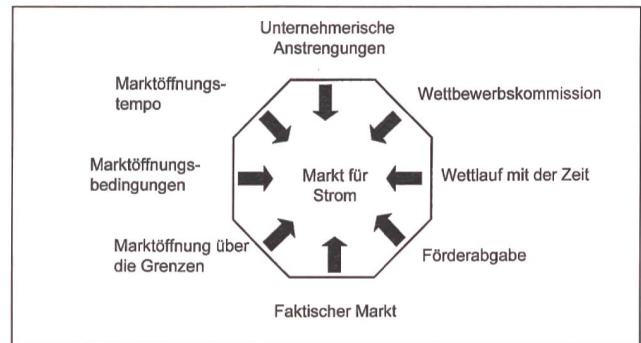 Unternehmerische
Anstrengungen
Marktöffnungs-
tempo
Wettbewerbskommission
Marktöffnungs-
bedingungen
Markt für
Strom
Wettlauf mit der Zeit
Marktöffnung über
die Grenzen
Förderabgabe
Faktischer Markt